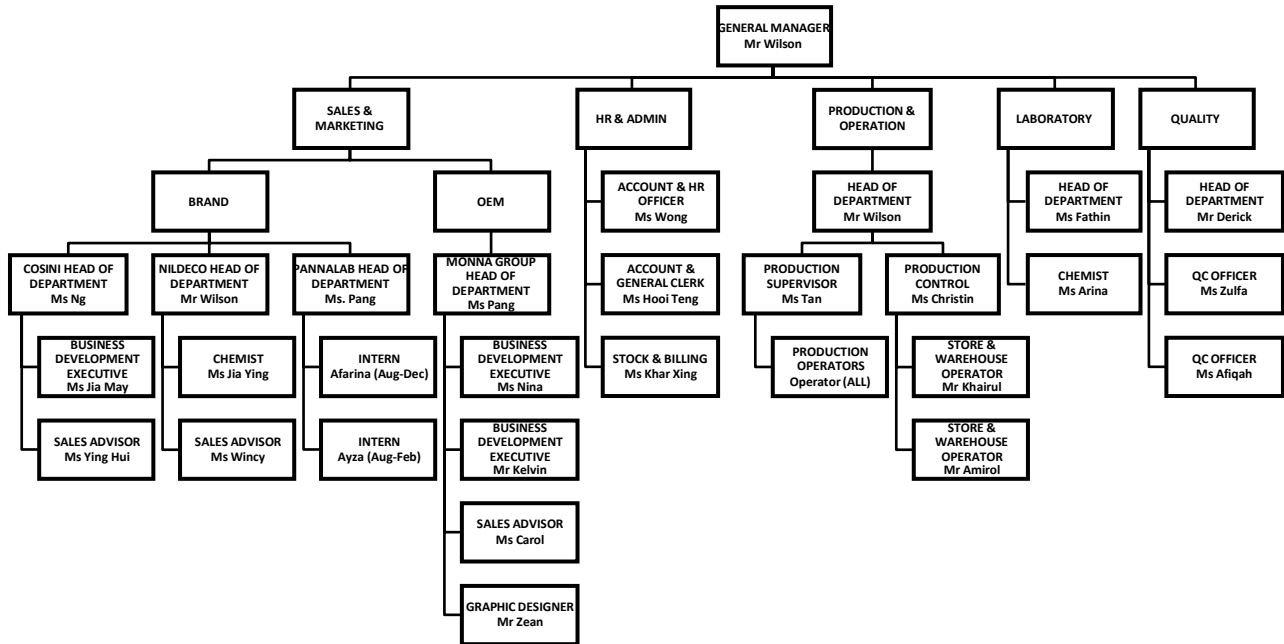 GENERAL MANAGER
Mr Wilson
SALES &
MARKETING
HR & ADMIN
PRODUCTION &
OPERATION
LABORATORY
QUALITY
BRAND
OEM
ACCOUNT & HR
OFFICER
Ms Wong
HEAD OF
DEPARTMENT
Mr Wilson
HEAD OF
DEPARTMENT
Ms Fathin
HEAD OF
DEPARTMENT
Mr Derick
COSINI HEAD OF
DEPARTMENT
Ms Ng
NILDECO HEAD OF
DEPARTMENT
Mr Wilson
PANNALAB HEAD OF
DEPARTMENT
Ms. Pang
MONNA GROUP
HEAD OF
DEPARTMENT
Ms Pang
ACCOUNT &
GENERAL CLERK
Ms Hooi Teng
PRODUCTION
SUPERVISOR
Ms Tan
PRODUCTION
CONTROL
Ms Christin
CHEMIST
Ms Arina
QC OFFICER
Ms Zulfa
BUSINESS
DEVELOPMENT
EXECUTIVE
Ms Jia May
CHEMIST
Ms Jia Ying
INTERN
Afarina (Aug-Dec)
BUSINESS
DEVELOPMENT
EXECUTIVE
Ms Nina
STOCK & BILLING
Ms Khar Xing
PRODUCTION
OPERATORS
Operator (ALL)
STORE &
WAREHOUSE
OPERATOR
Mr Khairul
QC OFFICER
Ms Afiqah
SALES ADVISOR
Ms Ying Hui
SALES ADVISOR
Ms Wincy
INTERN
Ayza (Aug-Feb)
BUSINESS
DEVELOPMENT
EXECUTIVE
Mr Kelvin
STORE &
WAREHOUSE
OPERATOR
Mr Amirol
SALES ADVISOR
Ms Carol
GRAPHIC DESIGNER
Mr Zean